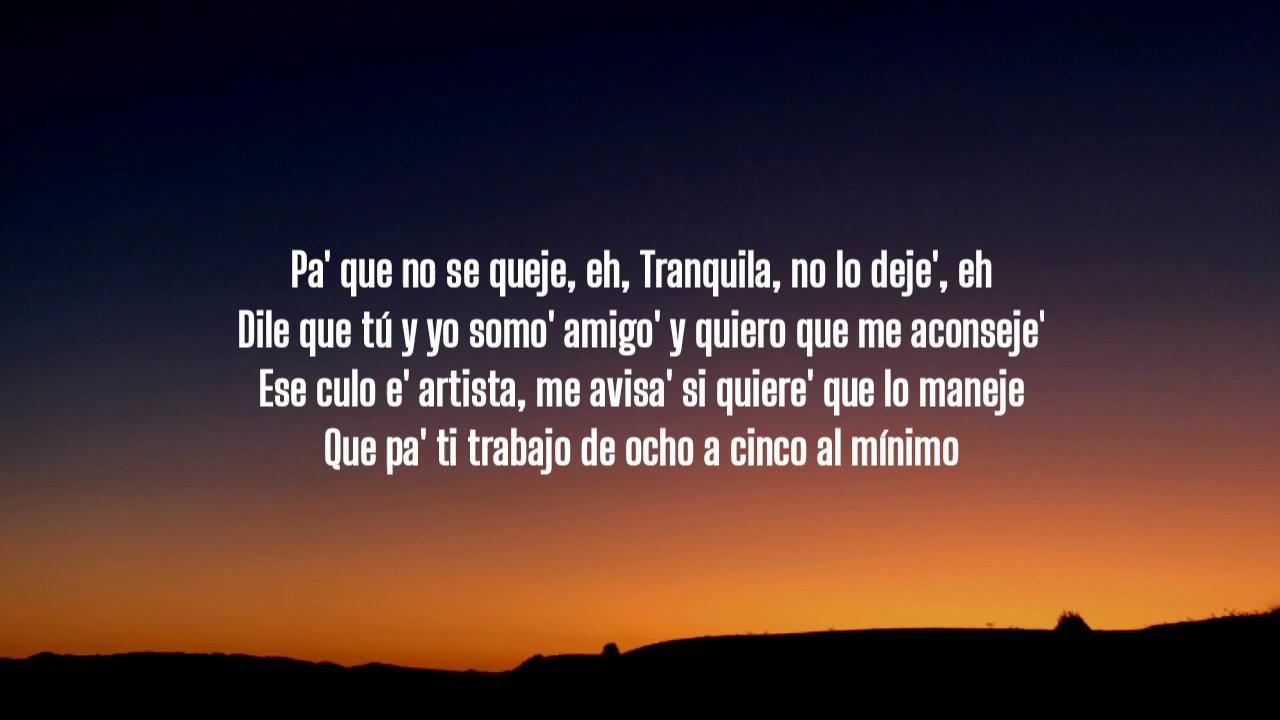 Pa' que no se queje, eh, Tranquila, no lo deje', eh
Dile que tú y yo somo' amigo' y quiero que me aconseje'
Ese culo e' artista, me avisa' si quiere' que lo maneje
Que pa' ti trabajo de ocho a cinco al mínimo